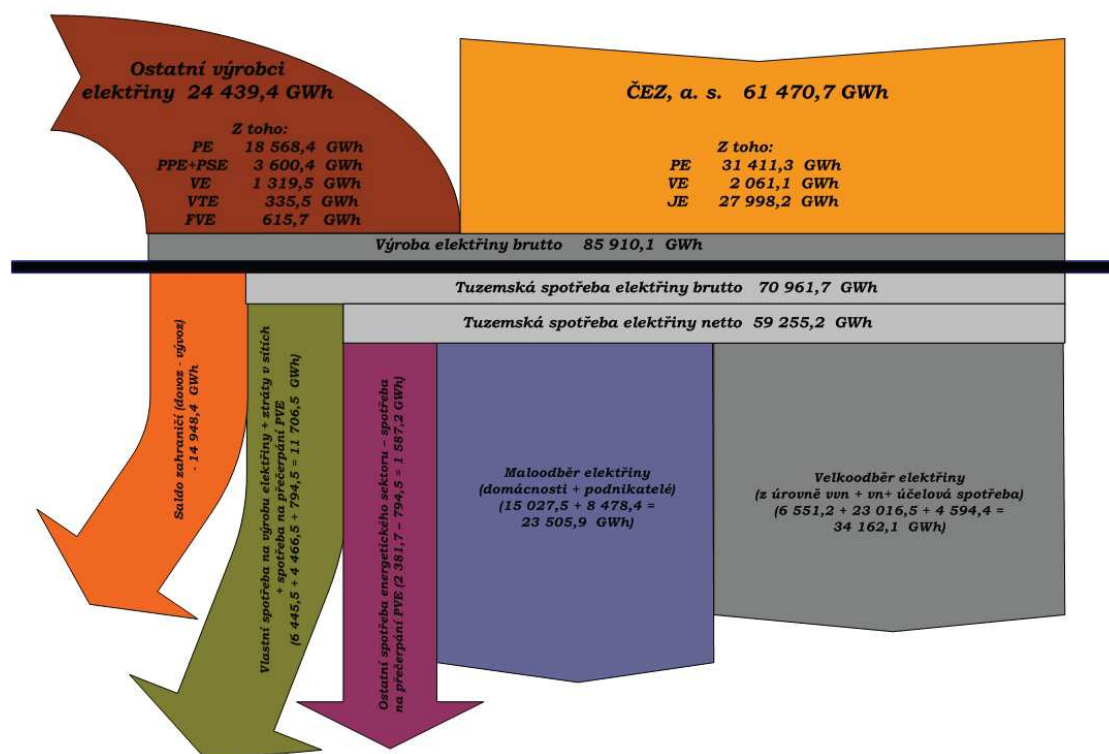 Ostatní výrobci
elektřiny 24 439,4 GWh
Z toho:
PE 18 568,4 GWh
PPE+PSE 3 600,4 GWh
VE 1 319,5 GWh
VTE 335,5 GWh
FVE 615,7 GWh
ČEZ, a. s. 61 470,7 GWh
Z toho:
PE 31 411,3 GWh
VE 2 061,1 GWh
JE 27 998,2 GWh
Výroba elektřiny brutto 85 910,1 GWh
Tuzemská spotřeba elektřiny brutto 70 961,7 GWh
Tuzemská spotřeba elektřiny netto 59 255,2 GWh
Saldo zahraničí (dovoz - vývoz)
- 14 948,4 GWh
Vlastní spotřeba na výrobu elektřiny + ztráty v sítích
+ spotřeba na přečerpání PVE
(6 445,5 + 4 466,5 + 794,5 = 11 706,5 GWh)
Ostatní spotřeba energetického sektoru – spotřeba
na přečerpání PVE (2 381,7 – 794,5 = 1 587,2 GWh)
Maloodběr elektřiny
(domácnosti + podnikatelé)
(15 027,5 + 8 478,4 =
23 505,9 GWh)
Velkoodběr elektřiny
(z úrovně vvn + vn+ účelová spotřeba)
(6 551,2 + 23 016,5 + 4 594,4 =
34 162,1 GWh)